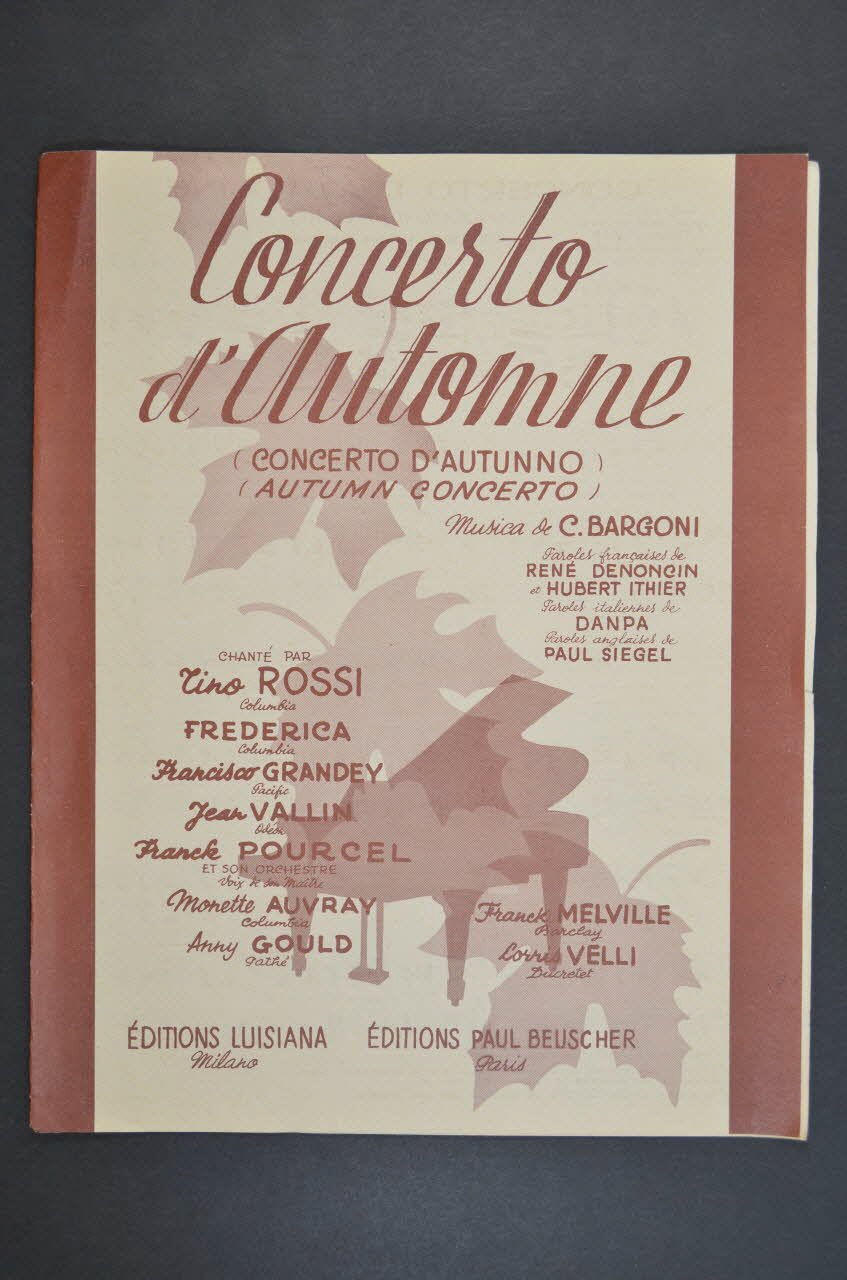 Concerto
d'Automne
( CONCERTO D'AUTUNNO )
( AUTUMN CONCERTO )
Musica de C. BARGONI
Paroles françaises de
RENÉ DENONCIN
et HUBERT ITHIER
Paroles italiennes de
DANPA
Paroles anglaises de
PAUL SIEGEL
CHANTÉ PAR
Tino ROSSI
Columbia
FREDERICA
Columbia
Francisco GRANDEY
Pacific
Jean VALLIN
Odéon
Franck POURCEL
ET SON ORCHESTRE
Voix de son Maître
Monette AUVRAY
Columbia
Anny GOULD
Pathé
Franck MELVILLE
Barclay
Lorris VELLI
Ducretet
ÉDITIONS LUISIANA
Milano
ÉDITIONS PAUL BEUSCHER
Paris